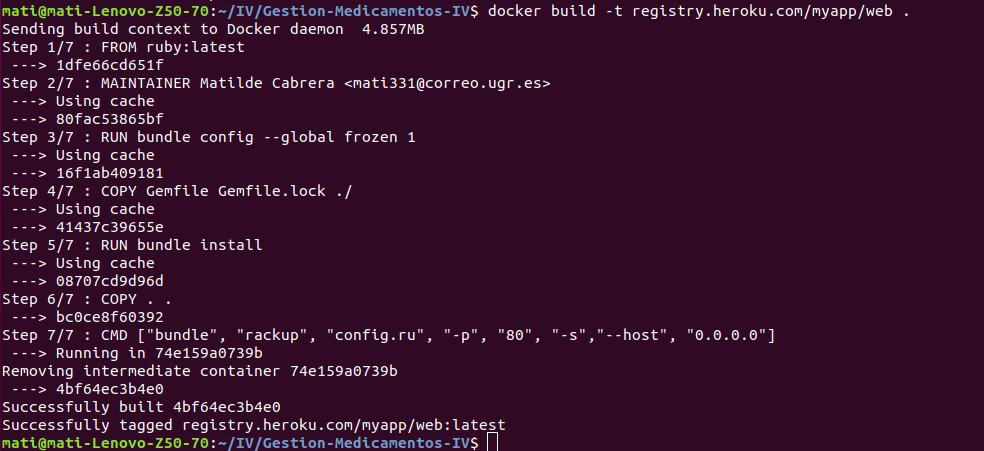 mati@mati-Lenovo-Z50-70:~/IV/Gestion-Medicamentos-IV$ docker build -t registry.heroku.com/myapp/web .
Sending build context to Docker daemon  4.857MB
Step 1/7 : FROM ruby:latest
 ---> 1dfe66cd651f
Step 2/7 : MAINTAINER Matilde Cabrera <mati331@correo.ugr.es>
 ---> Using cache
 ---> 80fac53865bf
Step 3/7 : RUN bundle config --global frozen 1
 ---> Using cache
 ---> 16f1ab409181
Step 4/7 : COPY Gemfile Gemfile.lock ./
 ---> Using cache
 ---> 41437c39655e
Step 5/7 : RUN bundle install
 ---> Using cache
 ---> 08707cd9d96d
Step 6/7 : COPY . .
 ---> bc0ce8f60392
Step 7/7 : CMD ["bundle", "rackup", "config.ru", "-p", "80", "-s","--host", "0.0.0.0"]
 ---> Running in 74e159a0739b
Removing intermediate container 74e159a0739b
 ---> 4bf64ec3b4e0
Successfully built 4bf64ec3b4e0
Successfully tagged registry.heroku.com/myapp/web:latest
mati@mati-Lenovo-Z50-70:~/IV/Gestion-Medicamentos-IV$